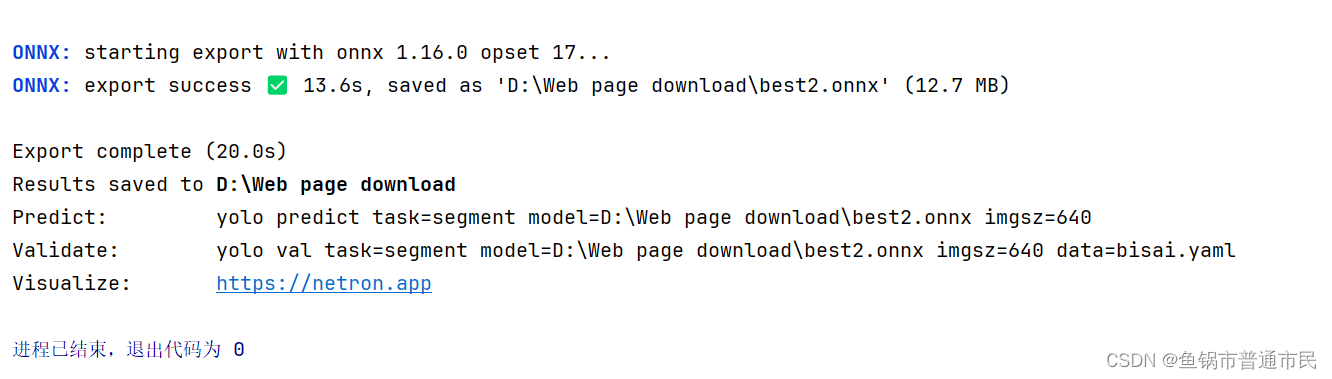 ONNX: starting export with onnx 1.16.0 opset 17...
ONNX: export success ✅ 13.6s, saved as 'D:\Web page download\best2.onnx' (12.7 MB)
Export complete (20.0s)
Results saved to D:\Web page download
Predict: yolo predict task=segment model=D:\Web page download\best2.onnx imgsz=640
Validate: yolo val task=segment model=D:\Web page download\best2.onnx imgsz=640 data=bisai.yaml
Visualize: https://netron.app
进程已结束，退出代码为 0
CSDN @鱼锅市普通市民